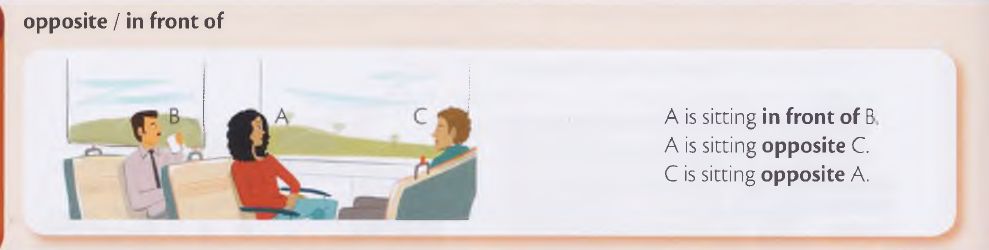 opposite / in front of
B
A
C
A is sitting in front of B.
A is sitting opposite C.
C is sitting opposite A.